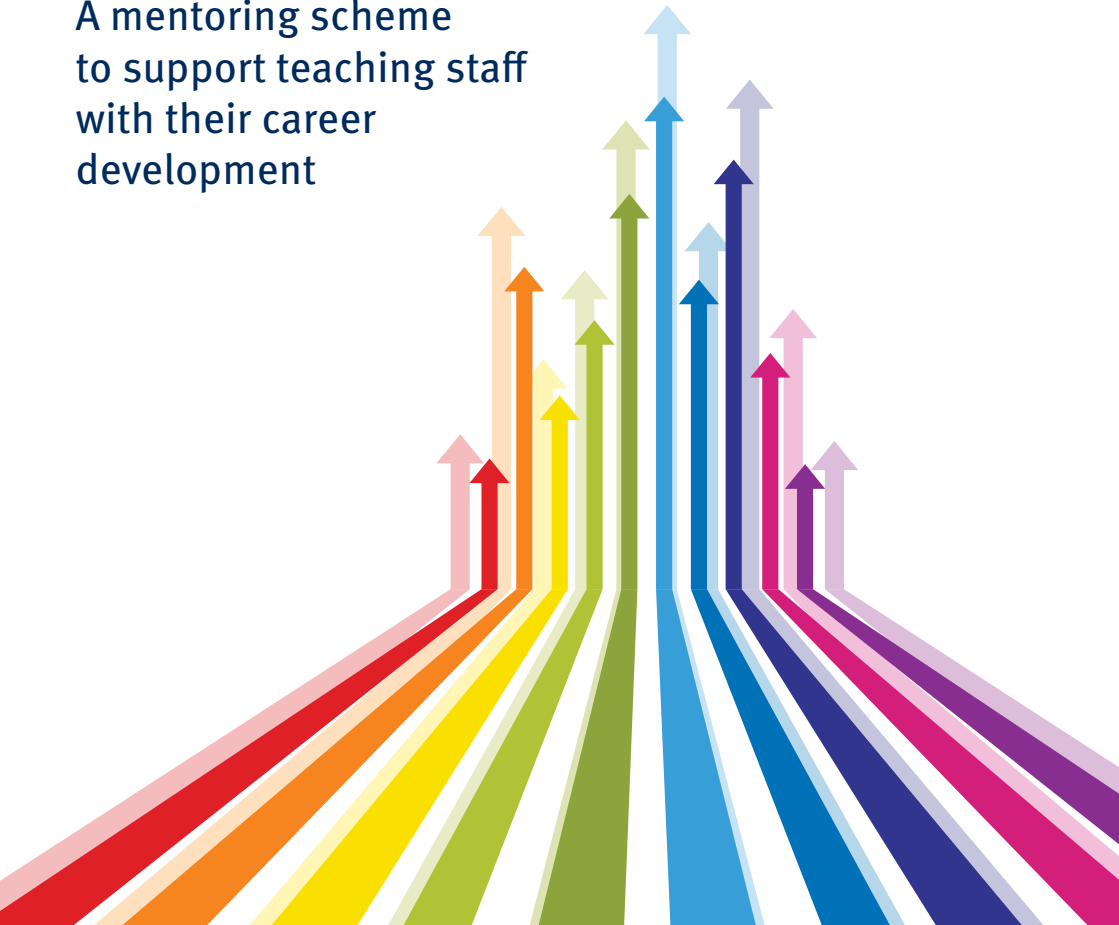 A mentoring scheme
to support teaching staff
with their career
development